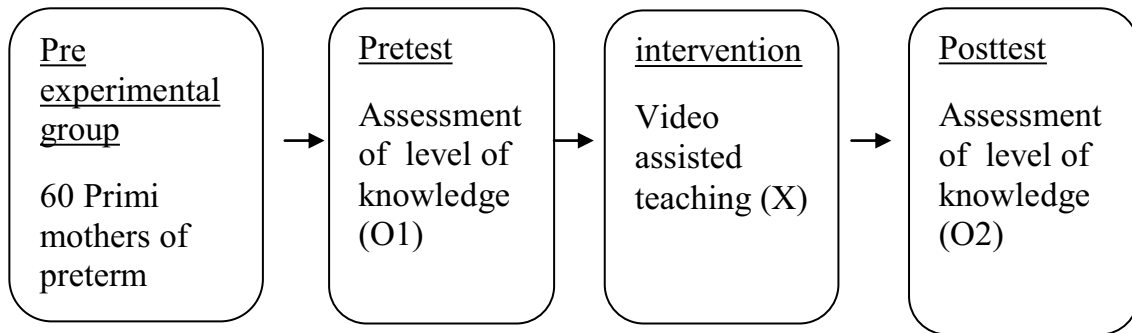 Pre
experimental
group
60 Primi
mothers of
preterm
Pretest
Assessment
of level of
knowledge
(O1)
intervention
Video
assisted
teaching (X)
Posttest
Assessment
of level of
knowledge
(O2)